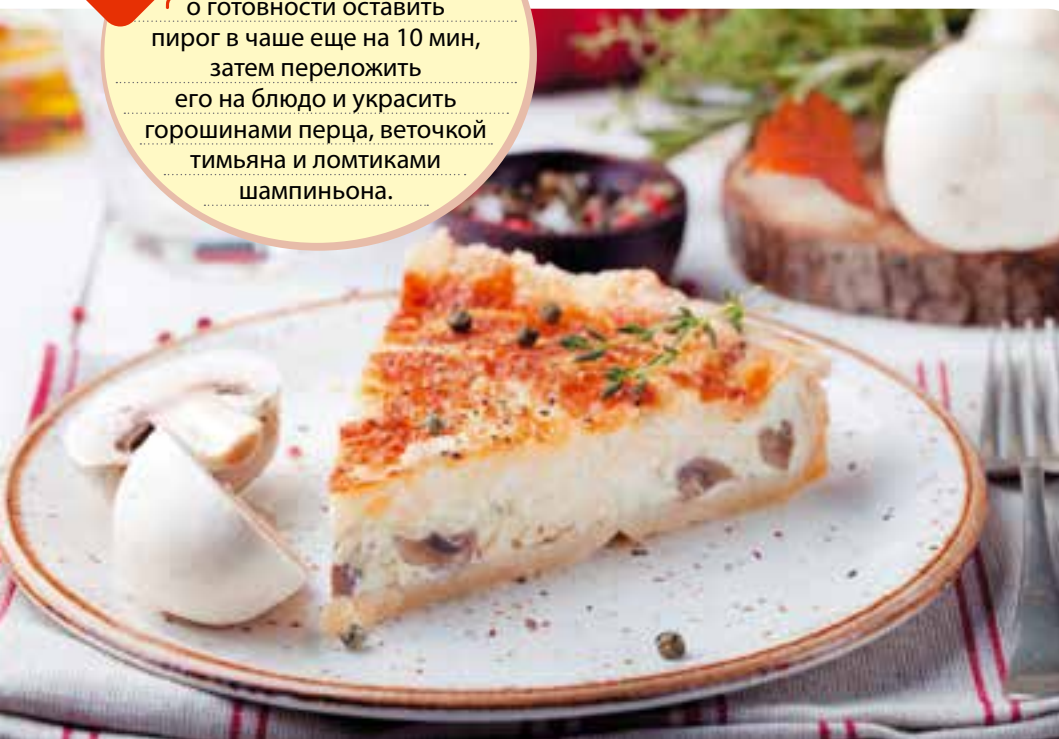 о готовности оставить
пирог в чаше еще на 10 мин,
затем переложить
его на блюдо и украсить
горошинами перца, веточкой
тимьяна и ломтиками
шампиньона.